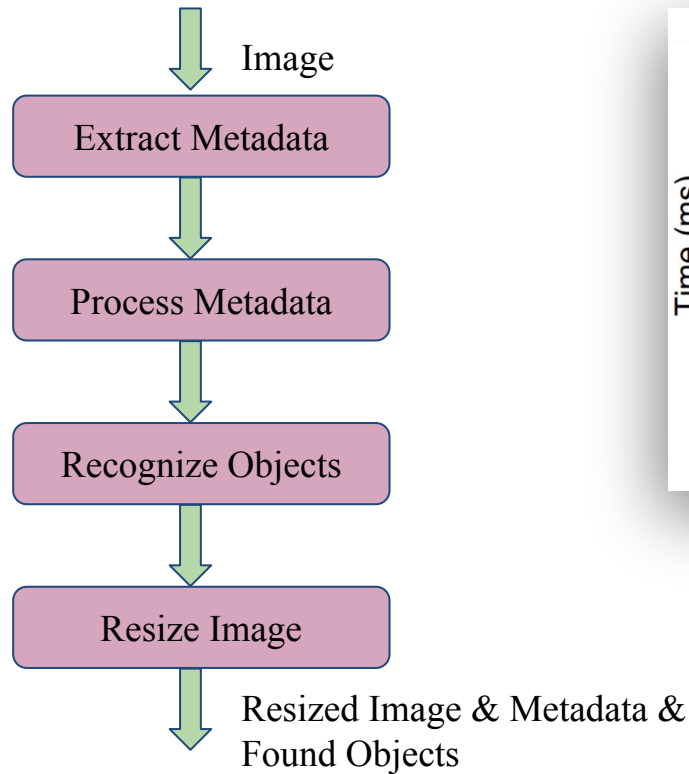 Image
Extract Metadata
Process Metadata
Recognize Objects
Resize Image
Resized Image & Metadata &
Found Objects
Time (ms)